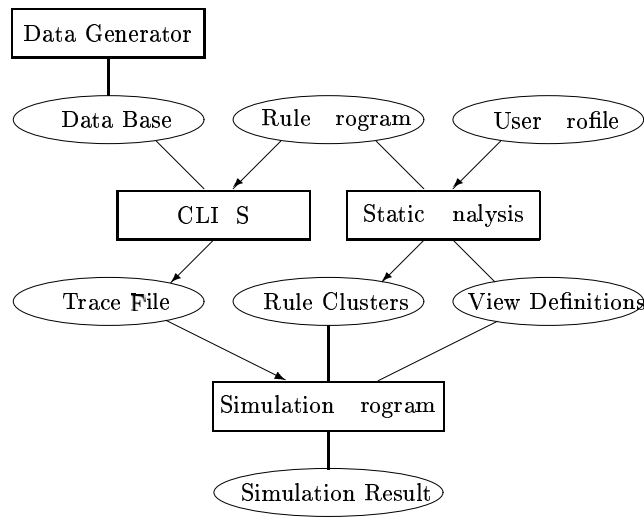 Data Generator
Data Base
Rule rogram
User rofile
CLI S
Static nalysis
Trace File
Rule Clusters
View Definitions
Simulation rogram
Simulation Result